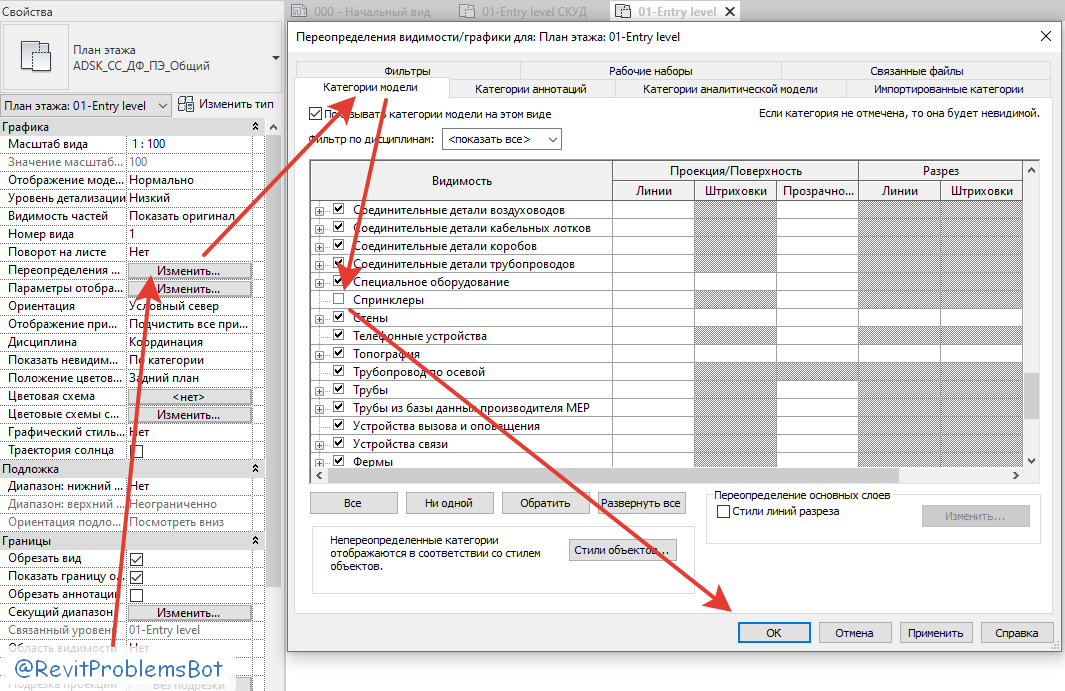 Свойства
000 - Начальный вид
01-Entry level СКУД
01-Entry level
План этажа
ADSK_СС_ДФ_ПЭ_Общий
План этажа: 01-Entry level
Изменить тип
Графика
Масштаб вида 1 : 100
Значение масштаб... 100
Отображение моде... Нормально
Уровень детализации Низкий
Видимость частей Показать оригинал
Номер вида 1
Поворот на листе Нет
Переопределения ... Изменить...
Параметры отобра... Изменить...
Ориентация Условный север
Отображение при... Подчистить все при...
Дисциплина Координация
Показать невидим... По категории
Положение цветов... Задний план
Цветовая схема <нет>
Цветовые схемы с... Изменить...
Графический стиль... Нет
Траектория солнца
Подложка
Диапазон: нижний ... Нет
Диапазон: верхний ... Неограниченно
Ориентация подло... Посмотреть вниз
Границы
Обрезать вид
Показать границу о...
Обрезать аннотации
Секущий диапазон Изменить...
Связанный уровень 01-Entry level
Область видимости Нет
@RevitProblemsBot
Подрезка проекции Без подрезки
Переопределения видимости/графики для: План этажа: 01-Entry level
Фильтры Рабочие наборы Связанные файлы
Категории модели Категории аннотаций Категории аналитической модели Импортированные категории
Показывать категории модели на этом виде
Если категория не отмечена, то она будет невидимой.
Фильтр по дисциплинам: <показать все>
Видимость Проекция/Поверхность Разрез
Линии Штриховки Прозрачно... Линии Штриховки
Соединительные детали воздуховодов
Соединительные детали кабельных лотков
Соединительные детали коробов
Соединительные детали трубопроводов
Специальное оборудование
Спринклеры
Стены
Телефонные устройства
Топография
Трубопровод по осевой
Трубы
Трубы из базы данных производителя MEP
Устройства вызова и оповещения
Устройства связи
Фермы
Все Ни одной Обратить Развернуть все
Переопределение основных слоев
Стили линий разреза Изменить...
Непереопределенные категории
отображаются в соответствии со стилем
объектов.
Стили объектов...
ОК Отмена Применить Справка